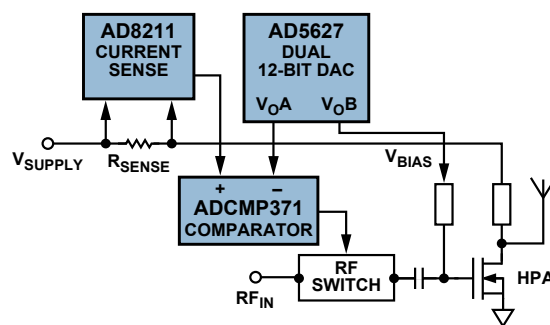 AD8211
CURRENT
SENSE
AD5627
DUAL
12-BIT DAC
VOA VOB
VSUPPLY
RSENSE
VBIAS
+ –
ADCMP371
COMPARATOR
RF
SWITCH
RFIN
HPA